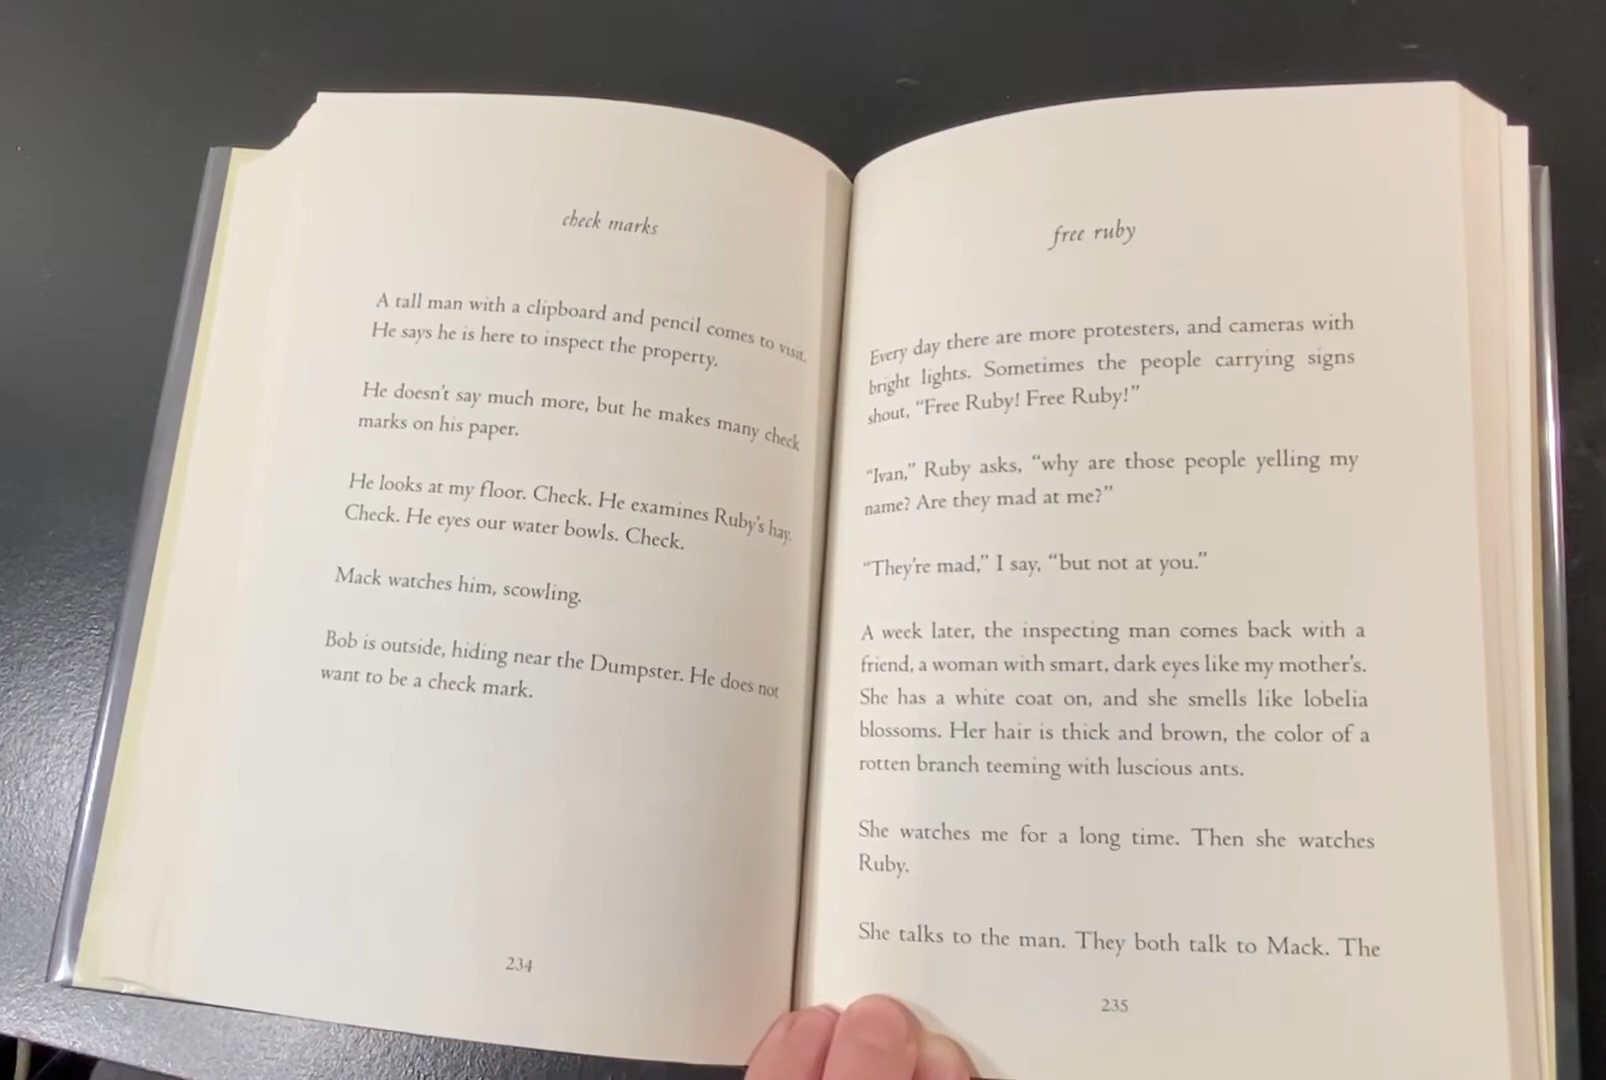 check marks
A tall man with a clipboard and pencil comes to visit.
He says he is here to inspect the property.
He doesn't say much more, but he makes many check
marks on his paper.
He looks at my floor. Check. He examines Ruby's hay.
Check. He eyes our water bowls. Check.
Mack watches him, scowling.
Bob is outside, hiding near the Dumpster. He does not
want to be a check mark.
234
free ruby
Every day there are more protesters, and cameras with
bright lights. Sometimes the people carrying signs
shout, “Free Ruby! Free Ruby!”
“Ivan,” Ruby asks, “why are those people yelling my
name? Are they mad at me?”
“They're mad,” I say, “but not at you.”
A week later, the inspecting man comes back with a
friend, a woman with smart, dark eyes like my mother's.
She has a white coat on, and she smells like lobelia
blossoms. Her hair is thick and brown, the color of a
rotten branch teeming with luscious ants.
She watches me for a long time. Then she watches
Ruby.
She talks to the man. They both talk to Mack. The
235